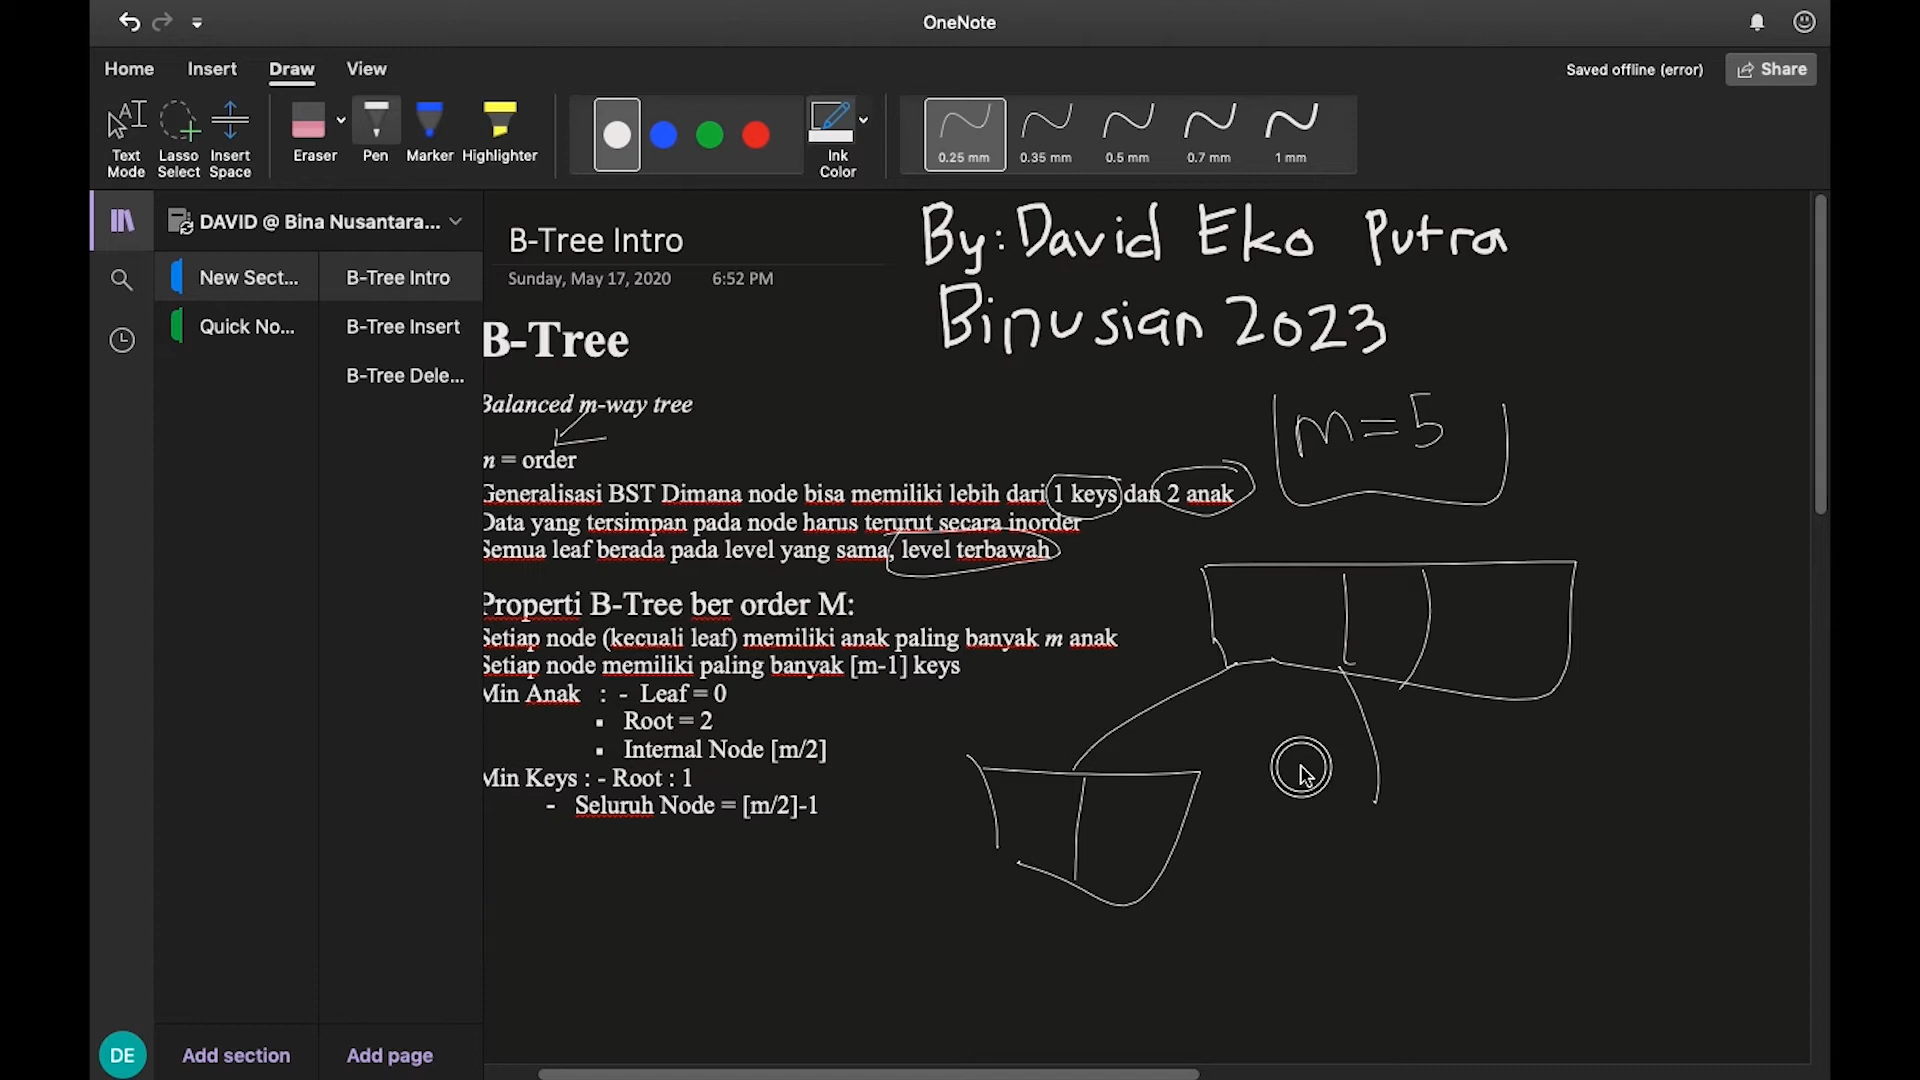 OneNote
Home Insert Draw View
Saved offline (error) Share
Text Mode
Lasso Select
Insert Space
Eraser
Pen
Marker
Highlighter
Ink Color
0.25 mm 0.35 mm 0.5 mm 0.7 mm 1 mm
DAVID @ Bina Nusantara...
New Sect...
Quick No...
B-Tree Intro
B-Tree Insert
B-Tree Dele...
B-Tree Intro
Sunday, May 17, 2020 6:52 PM
By: David Eko Putra
Binusian 2023
B-Tree
Balanced m-way tree
m = order
m=5
Generalisasi BST Dimana node bisa memiliki lebih dari 1 keys dan 2 anak
Data yang tersimpan pada node harus terurut secara inorder
Semua leaf berada pada level yang sama, level terbawah
Properti B-Tree ber order M:
Setiap node (kecuali leaf) memiliki anak paling banyak m anak
Setiap node memiliki paling banyak [m-1] keys
Min Anak : - Leaf = 0
▪ Root = 2
▪ Internal Node [m/2]
Min Keys : - Root : 1
- Seluruh Node = [m/2]-1
DE
Add section
Add page